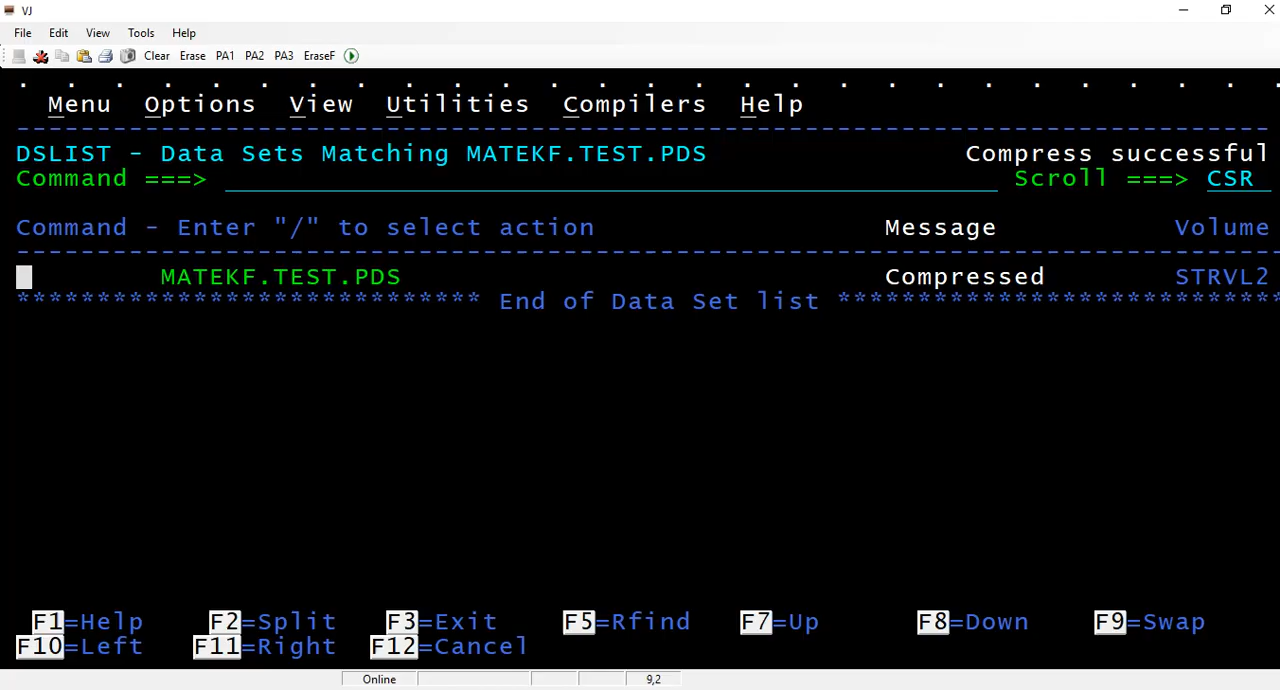 VJ
File Edit View Tools Help
Clear Erase PA1 PA2 PA3 EraseF
. . . . . . . . . . . . . . . . . . . . . . . . . . .
Menu Options View Utilities Compilers Help
------------------------------------------------------------------------------
DSLIST - Data Sets Matching MATEKF.TEST.PDS Compress successful
Command ===> Scroll ===> CSR
Command - Enter "/" to select action Message Volume
------------------------------------------------------------------------------
MATEKF.TEST.PDS Compressed STRVL2
***************************** End of Data Set list ****************************
F1=Help F2=Split F3=Exit F5=Rfind F7=Up F8=Down F9=Swap
F10=Left F11=Right F12=Cancel
Online 9,2